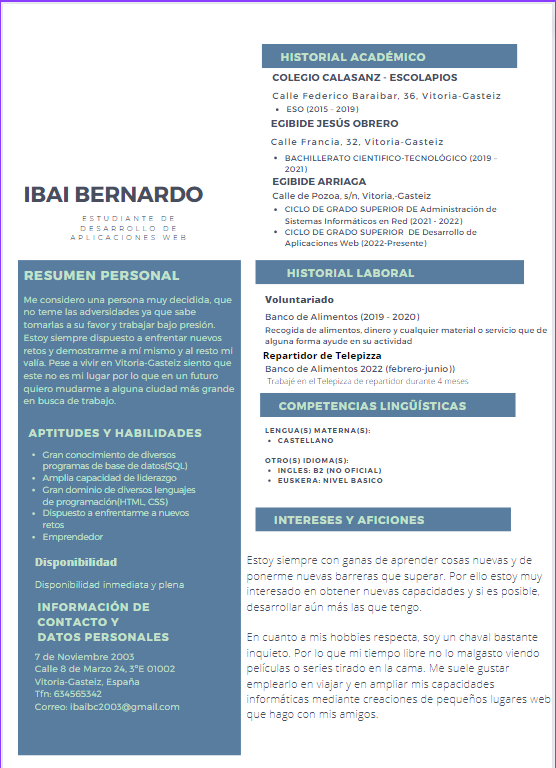 IBAI BERNARDO
ESTUDIANTE DE
DESARROLLO DE
APLICACIONES WEB
RESUMEN PERSONAL
Me considero una persona muy decidida, que
no teme las adversidades ya que sabe
tomarlas a su favor y trabajar bajo presión.
Estoy siempre dispuesto a enfrentar nuevos
retos y demostrarme a mí mismo y al resto mi
valía. Pese a vivir en Vitoria-Gasteiz siento que
este no es mi lugar por lo que en un futuro
quiero mudarme a alguna ciudad más grande
en busca de trabajo.
APTITUDES Y HABILIDADES
• Gran conocimiento de diversos
programas de base de datos(SQL)
• Amplia capacidad de liderazgo
• Gran dominio de diversos lenguajes
de programación(HTML, CSS)
• Dispuesto a enfrentarme a nuevos
retos
• Emprendedor
Disponibilidad
Disponibilidad inmediata y plena
INFORMACIÓN DE
CONTACTO Y
DATOS PERSONALES
7 de Noviembre 2003
Calle 8 de Marzo 24, 3ºE 01002
Vitoria-Gasteiz, España
Tfn: 634565342
Correo: ibaibc2003@gmail.com
HISTORIAL ACADÉMICO
COLEGIO CALASANZ - ESCOLAPIOS
Calle Federico Baraibar, 36, Vitoria-Gasteiz
• ESO (2015 - 2019)
EGIBIDE JESÚS OBRERO
Calle Francia, 32, Vitoria-Gasteiz
• BACHILLERATO CIENTIFICO-TECNOLÓGICO (2019 -
2021)
EGIBIDE ARRIAGA
Calle de Pozoa, s/n, Vitoria,-Gasteiz
• CICLO DE GRADO SUPERIOR DE Administración de
Sistemas Informáticos en Red (2021 - 2022)
• CICLO DE GRADO SUPERIOR DE Desarrollo de
Aplicaciones Web (2022-Presente)
HISTORIAL LABORAL
Voluntariado
Banco de Alimentos (2019 - 2020)
Recogida de alimentos, dinero y cualquier material o servicio que de
alguna forma ayude en su actividad
Repartidor de Telepizza
Banco de Alimentos 2022 (febrero-junio))
Trabajé en el Telepizza de repartidor durante 4 meses
COMPETENCIAS LINGÜÍSTICAS
LENGUA(S) MATERNA(S):
• CASTELLANO
OTRO(S) IDIOMA(S):
• INGLES: B2 (NO OFICIAL)
• EUSKERA: NIVEL BASICO
INTERESES Y AFICIONES
Estoy siempre con ganas de aprender cosas nuevas y de
ponerme nuevas barreras que superar. Por ello estoy muy
interesado en obtener nuevas capacidades y si es posible,
desarrollar aún más las que tengo.
En cuanto a mis hobbies respecta, soy un chaval bastante
inquieto. Por lo que mi tiempo libre no lo malgasto viendo
películas o series tirado en la cama. Me suele gustar
emplearlo en viajar y en ampliar mis capacidades
informáticas mediante creaciones de pequeños lugares web
que hago con mis amigos.